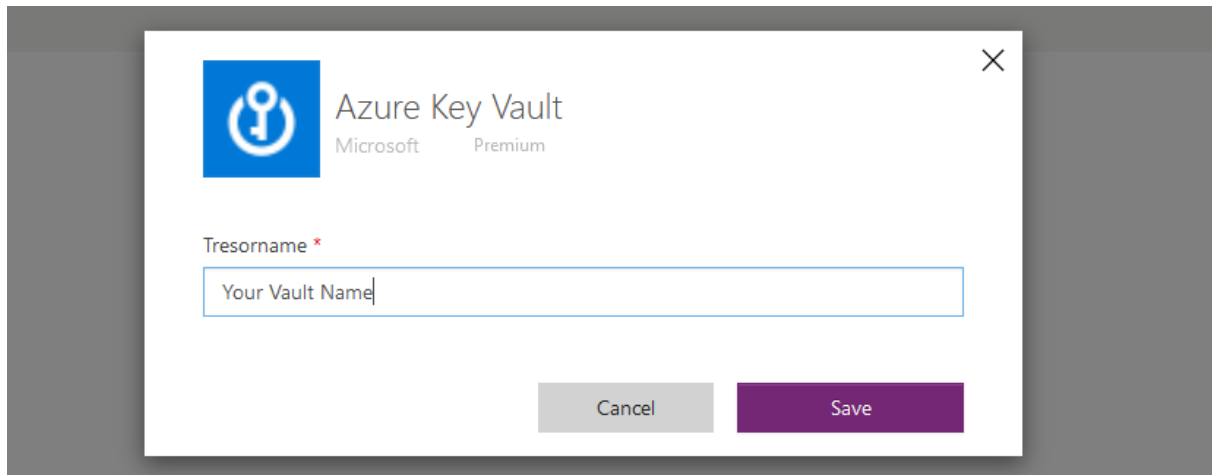 Azure Key Vault
Microsoft Premium
Tresorname *
Your Vault Name
Cancel Save